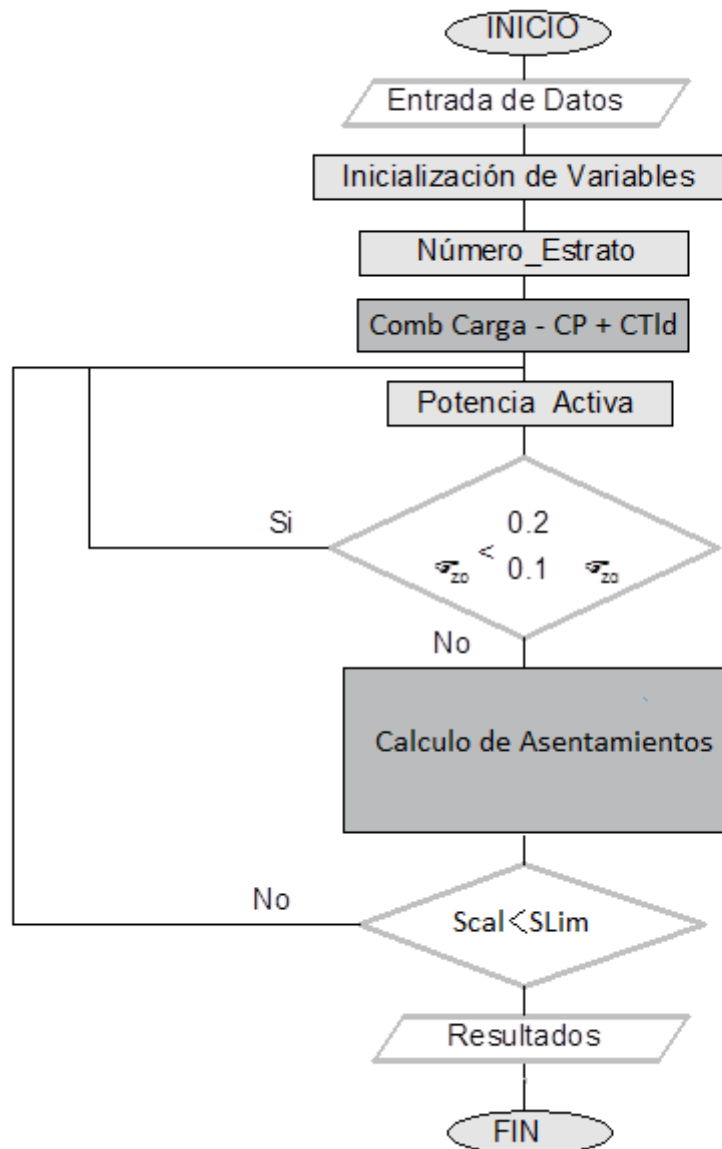 INICIO
Entrada de Datos
Inicialización de Variables
Número_Estrato
Comb Carga - CP + CTld
Potencia Activa
Si
0.2
σzo < 0.1 σzo
No
Calculo de Asentamientos
No
Scal<SLim
Resultados
FIN